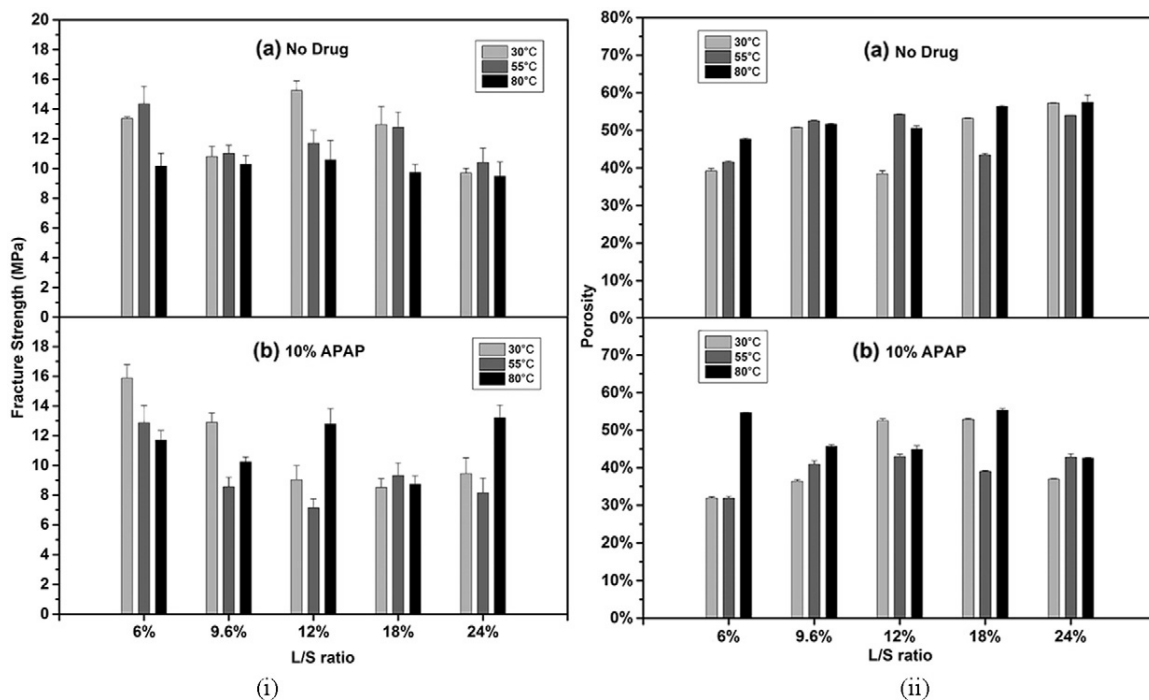 20
18
16
14
12
10
8
6
4
2
0
(a) No Drug
30°C
55°C
80°C
16
14
12
10
8
6
4
2
0
(b) 10% APAP
30°C
55°C
80°C
Fracture Strength (MPa)
6% 9.6% 12% 18% 24%
L/S ratio
(i)
80%
70%
60%
50%
40%
30%
20%
10%
0%
(a) No Drug
30°C
55°C
80°C
70%
60%
50%
40%
30%
20%
10%
0%
(b) 10% APAP
30°C
55°C
80°C
Porosity
6% 9.6% 12% 18% 24%
L/S ratio
(ii)